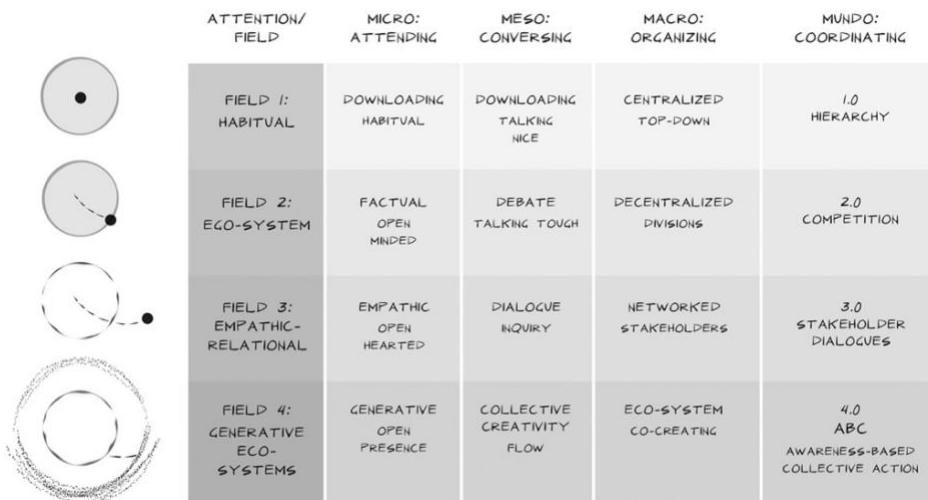 ATTENTION/
FIELD
MICRO:
ATTENDING
MESO:
CONVERSING
MACRO:
ORGANIZING
MUNDO:
COORDINATING
FIELD 1:
HABITUAL
DOWNLOADING
HABITUAL
DOWNLOADING
TALKING
NICE
CENTRALIZED
TOP-DOWN
1.0
HIERARCHY
FIELD 2:
EGO-SYSTEM
FACTUAL
OPEN
MINDED
DEBATE
TALKING TOUGH
DECENTRALIZED
DIVISIONS
2.0
COMPETITION
FIELD 3:
EMPATHIC-
RELATIONAL
EMPATHIC
OPEN
HEARTED
DIALOGUE
INQUIRY
NETWORKED
STAKEHOLDERS
3.0
STAKEHOLDER
DIALOGUES
FIELD 4:
GENERATIVE
ECO-
SYSTEMS
GENERATIVE
OPEN
PRESENCE
COLLECTIVE
CREATIVITY
FLOW
ECO-SYSTEM
CO-CREATING
4.0
ABC
AWARENESS-BASED
COLLECTIVE ACTION